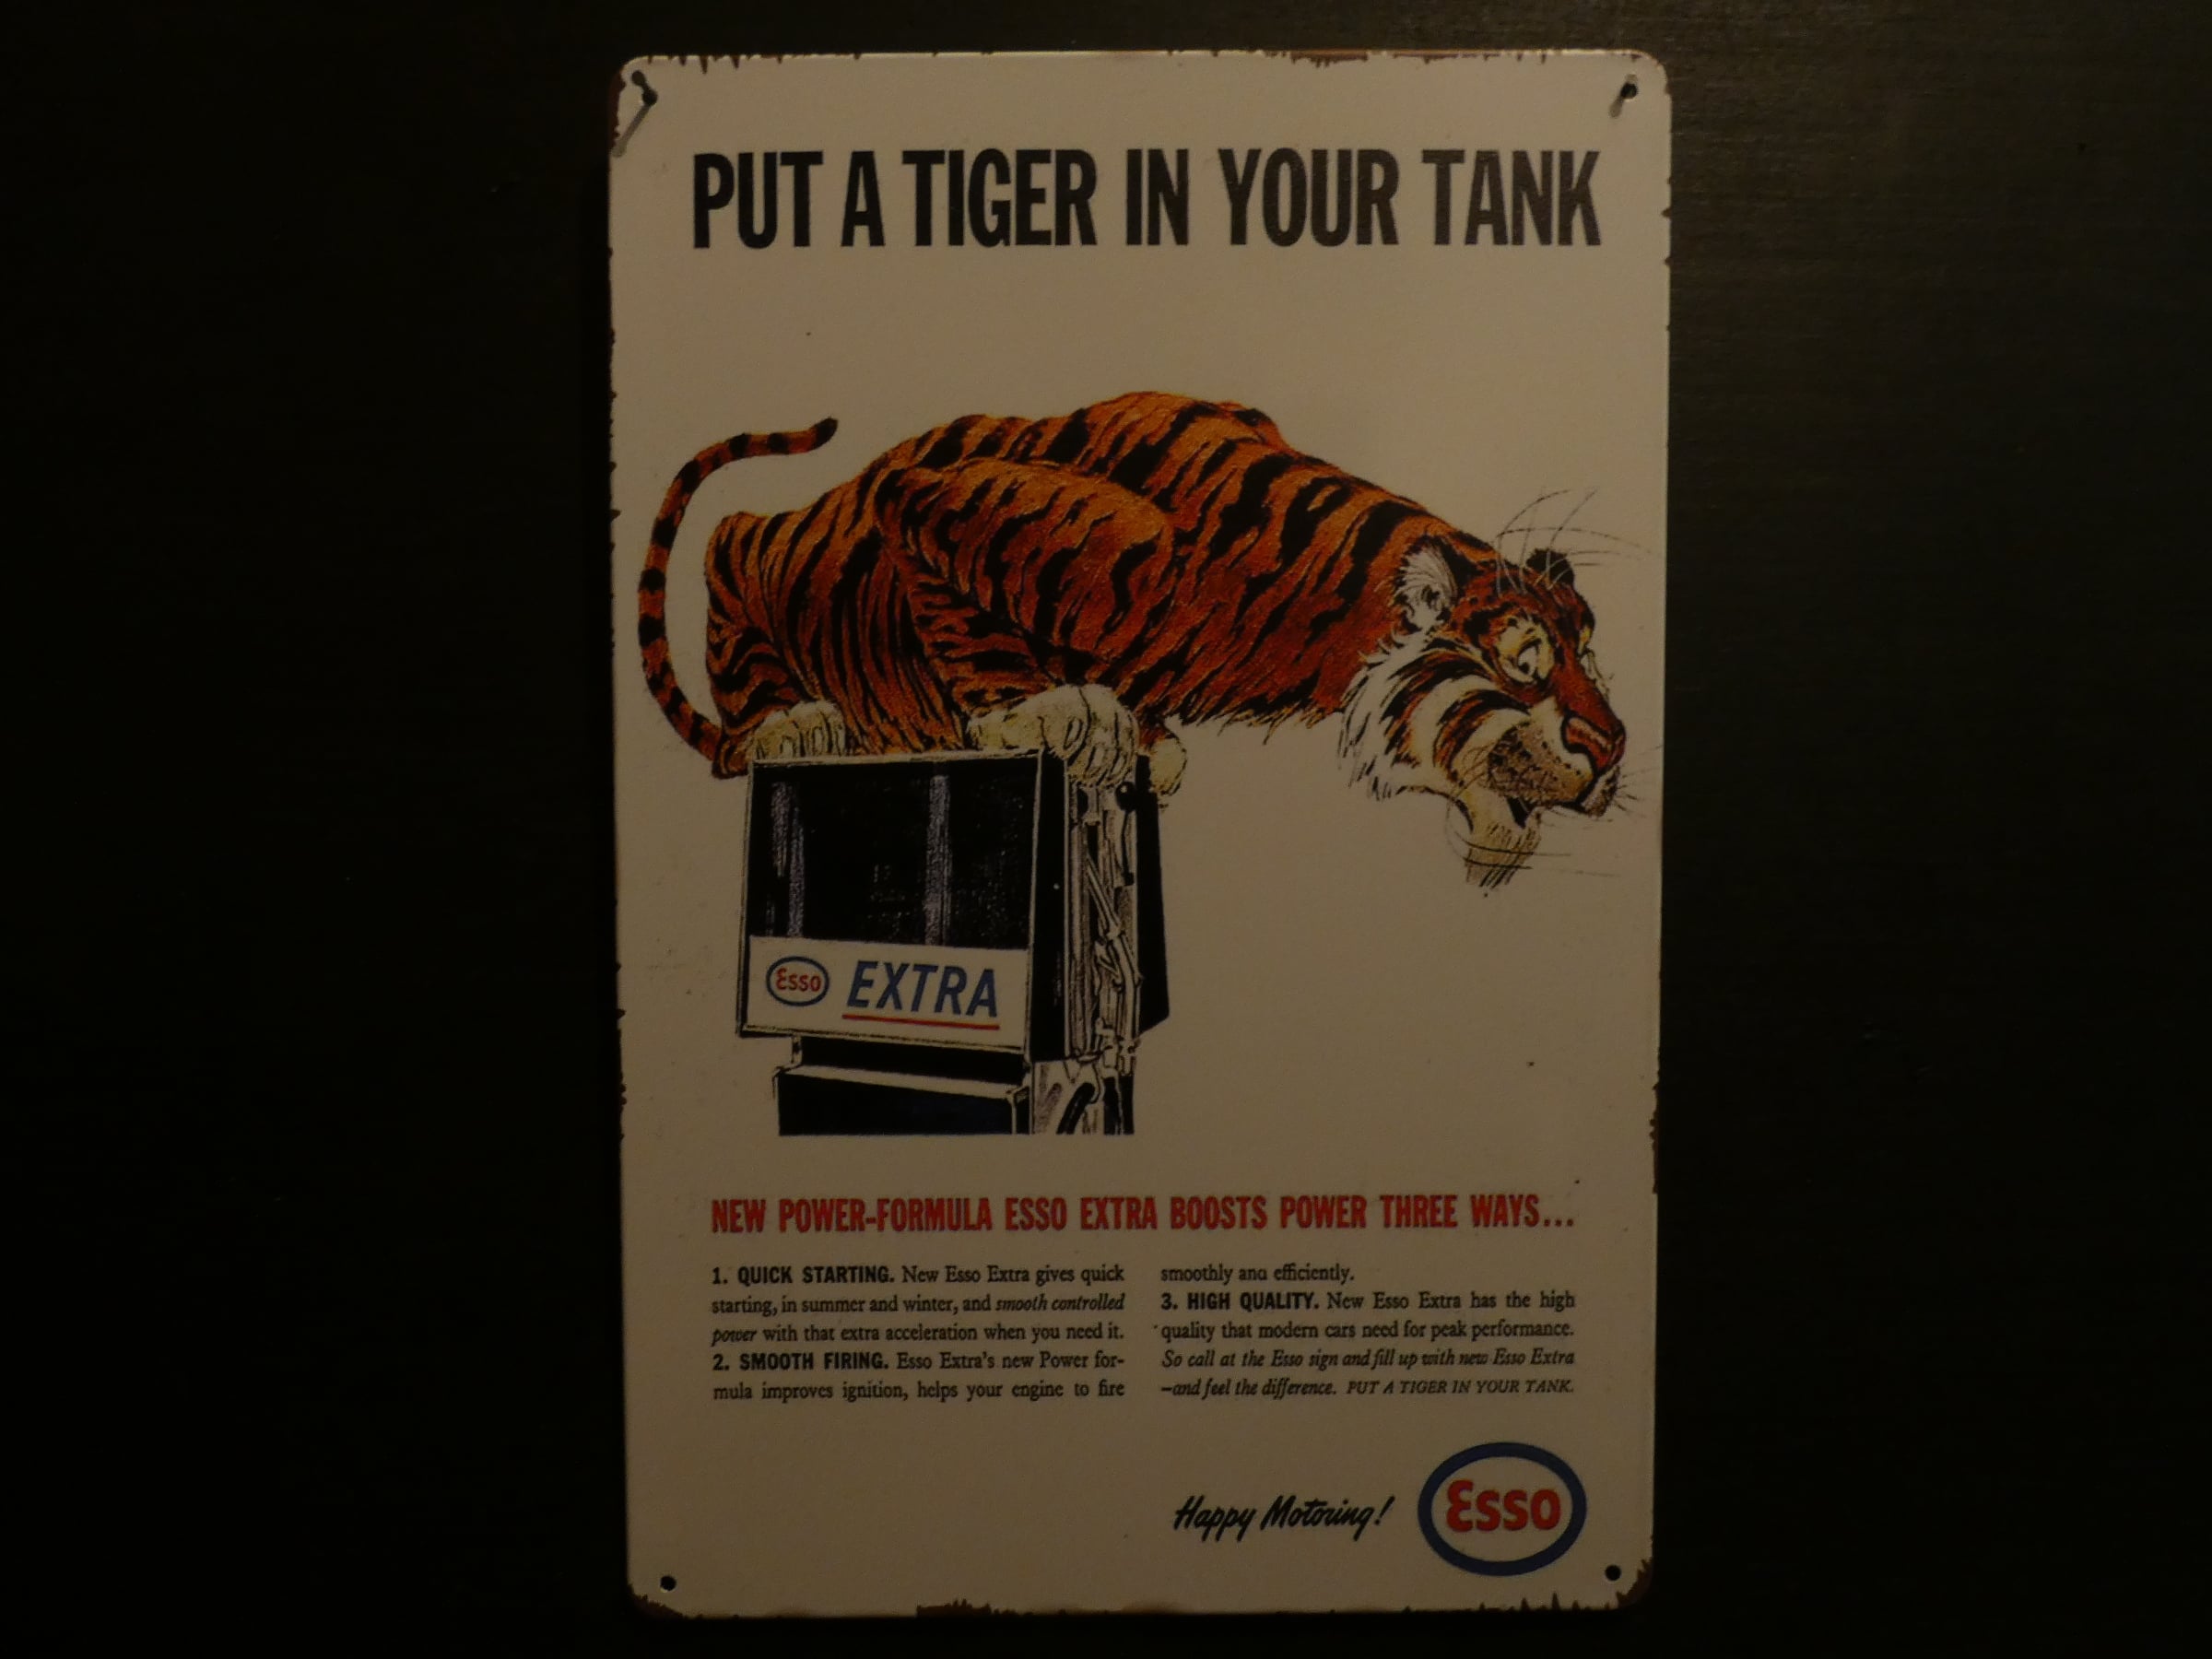 PUT A TIGER IN YOUR TANK
Esso EXTRA
NEW POWER-FORMULA ESSO EXTRA BOOSTS POWER THREE WAYS...
1. QUICK STARTING. New Esso Extra gives quick
starting, in summer and winter, and smooth controlled
power with that extra acceleration when you need it.
2. SMOOTH FIRING. Esso Extra's new Power for-
mula improves ignition, helps your engine to fire
smoothly and efficiently.
3. HIGH QUALITY. New Esso Extra has the high
quality that modern cars need for peak performance.
So call at the Esso sign and fill up with new Esso Extra
—and feel the difference. PUT A TIGER IN YOUR TANK.
Happy Motoring!
Esso